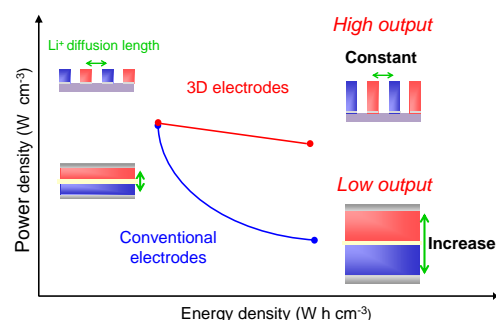 High output
Li⁺ diffusion length
Constant
3D electrodes
Low output
Conventional
electrodes
Increase
Power density (W cm⁻³)
Energy density (W h cm⁻³)